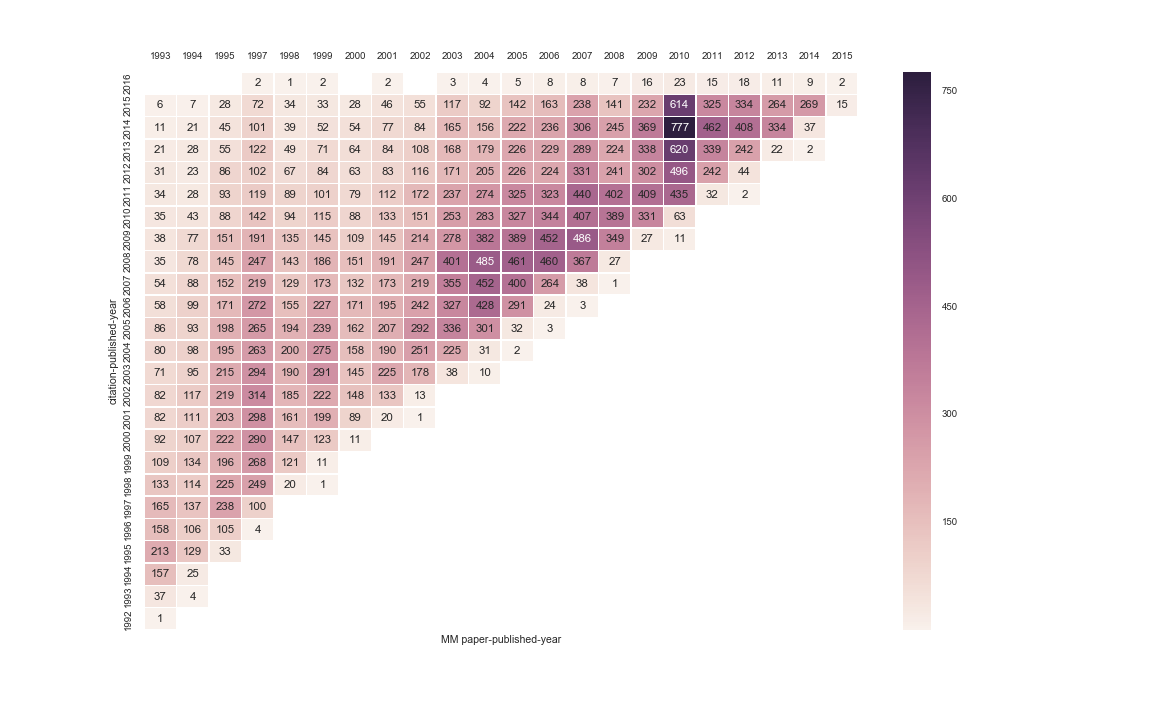 1993 1994 1995 1997 1998 1999 2000 2001 2002 2003 2004 2005 2006 2007 2008 2009 2010 2011 2012 2013 2014 2015
2016 2 1 2 2 3 4 5 8 8 7 16 23 15 18 11 9 2
2015 6 7 28 72 34 33 28 46 55 117 92 142 163 238 141 232 614 325 334 264 269 15
2014 11 21 45 101 39 52 54 77 84 165 156 222 236 306 245 369 777 462 408 334 37
2013 21 28 55 122 49 71 64 84 108 168 179 226 229 289 224 338 620 339 242 22 2
2012 31 23 86 102 67 84 63 83 116 171 205 226 224 331 241 302 496 242 44
2011 34 28 93 119 89 101 79 112 172 237 274 325 323 440 402 409 435 32 2
2010 35 43 88 142 94 115 88 133 151 253 283 327 344 407 389 331 63
2009 38 77 151 191 135 145 109 145 214 278 382 389 452 486 349 27 11
2008 35 78 145 247 143 186 151 191 247 401 485 461 460 367 27
2007 54 88 152 219 129 173 132 173 219 355 452 400 264 38 1
2006 58 99 171 272 155 227 171 195 242 327 428 291 24 3
2005 86 93 198 265 194 239 162 207 292 336 301 32 3
2004 80 98 195 263 200 275 158 190 251 225 31 2
2003 71 95 215 294 190 291 145 225 178 38 10
2002 82 117 219 314 185 222 148 133 13
2001 82 111 203 298 161 199 89 20 1
2000 92 107 222 290 147 123 11
1999 109 134 196 268 121 11
1998 133 114 225 249 20 1
1997 165 137 238 100
1996 158 106 105 4
1995 213 129 33
1994 157 25
1993 37 4
1992 1
citation-published-year
MM paper-published-year
750
600
450
300
150